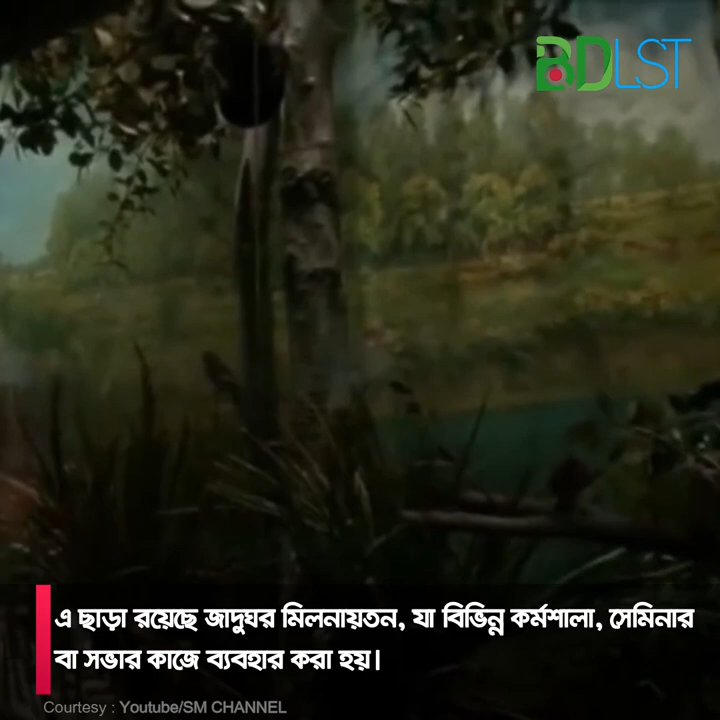 BDLST
এ ছাড়া রয়েছে জাদুঘর মিলনায়তন, যা বিভিন্ন কর্মশালা, সেমিনার
বা সভার কাজে ব্যবহার করা হয়।
Courtesy : Youtube/SM CHANNEL